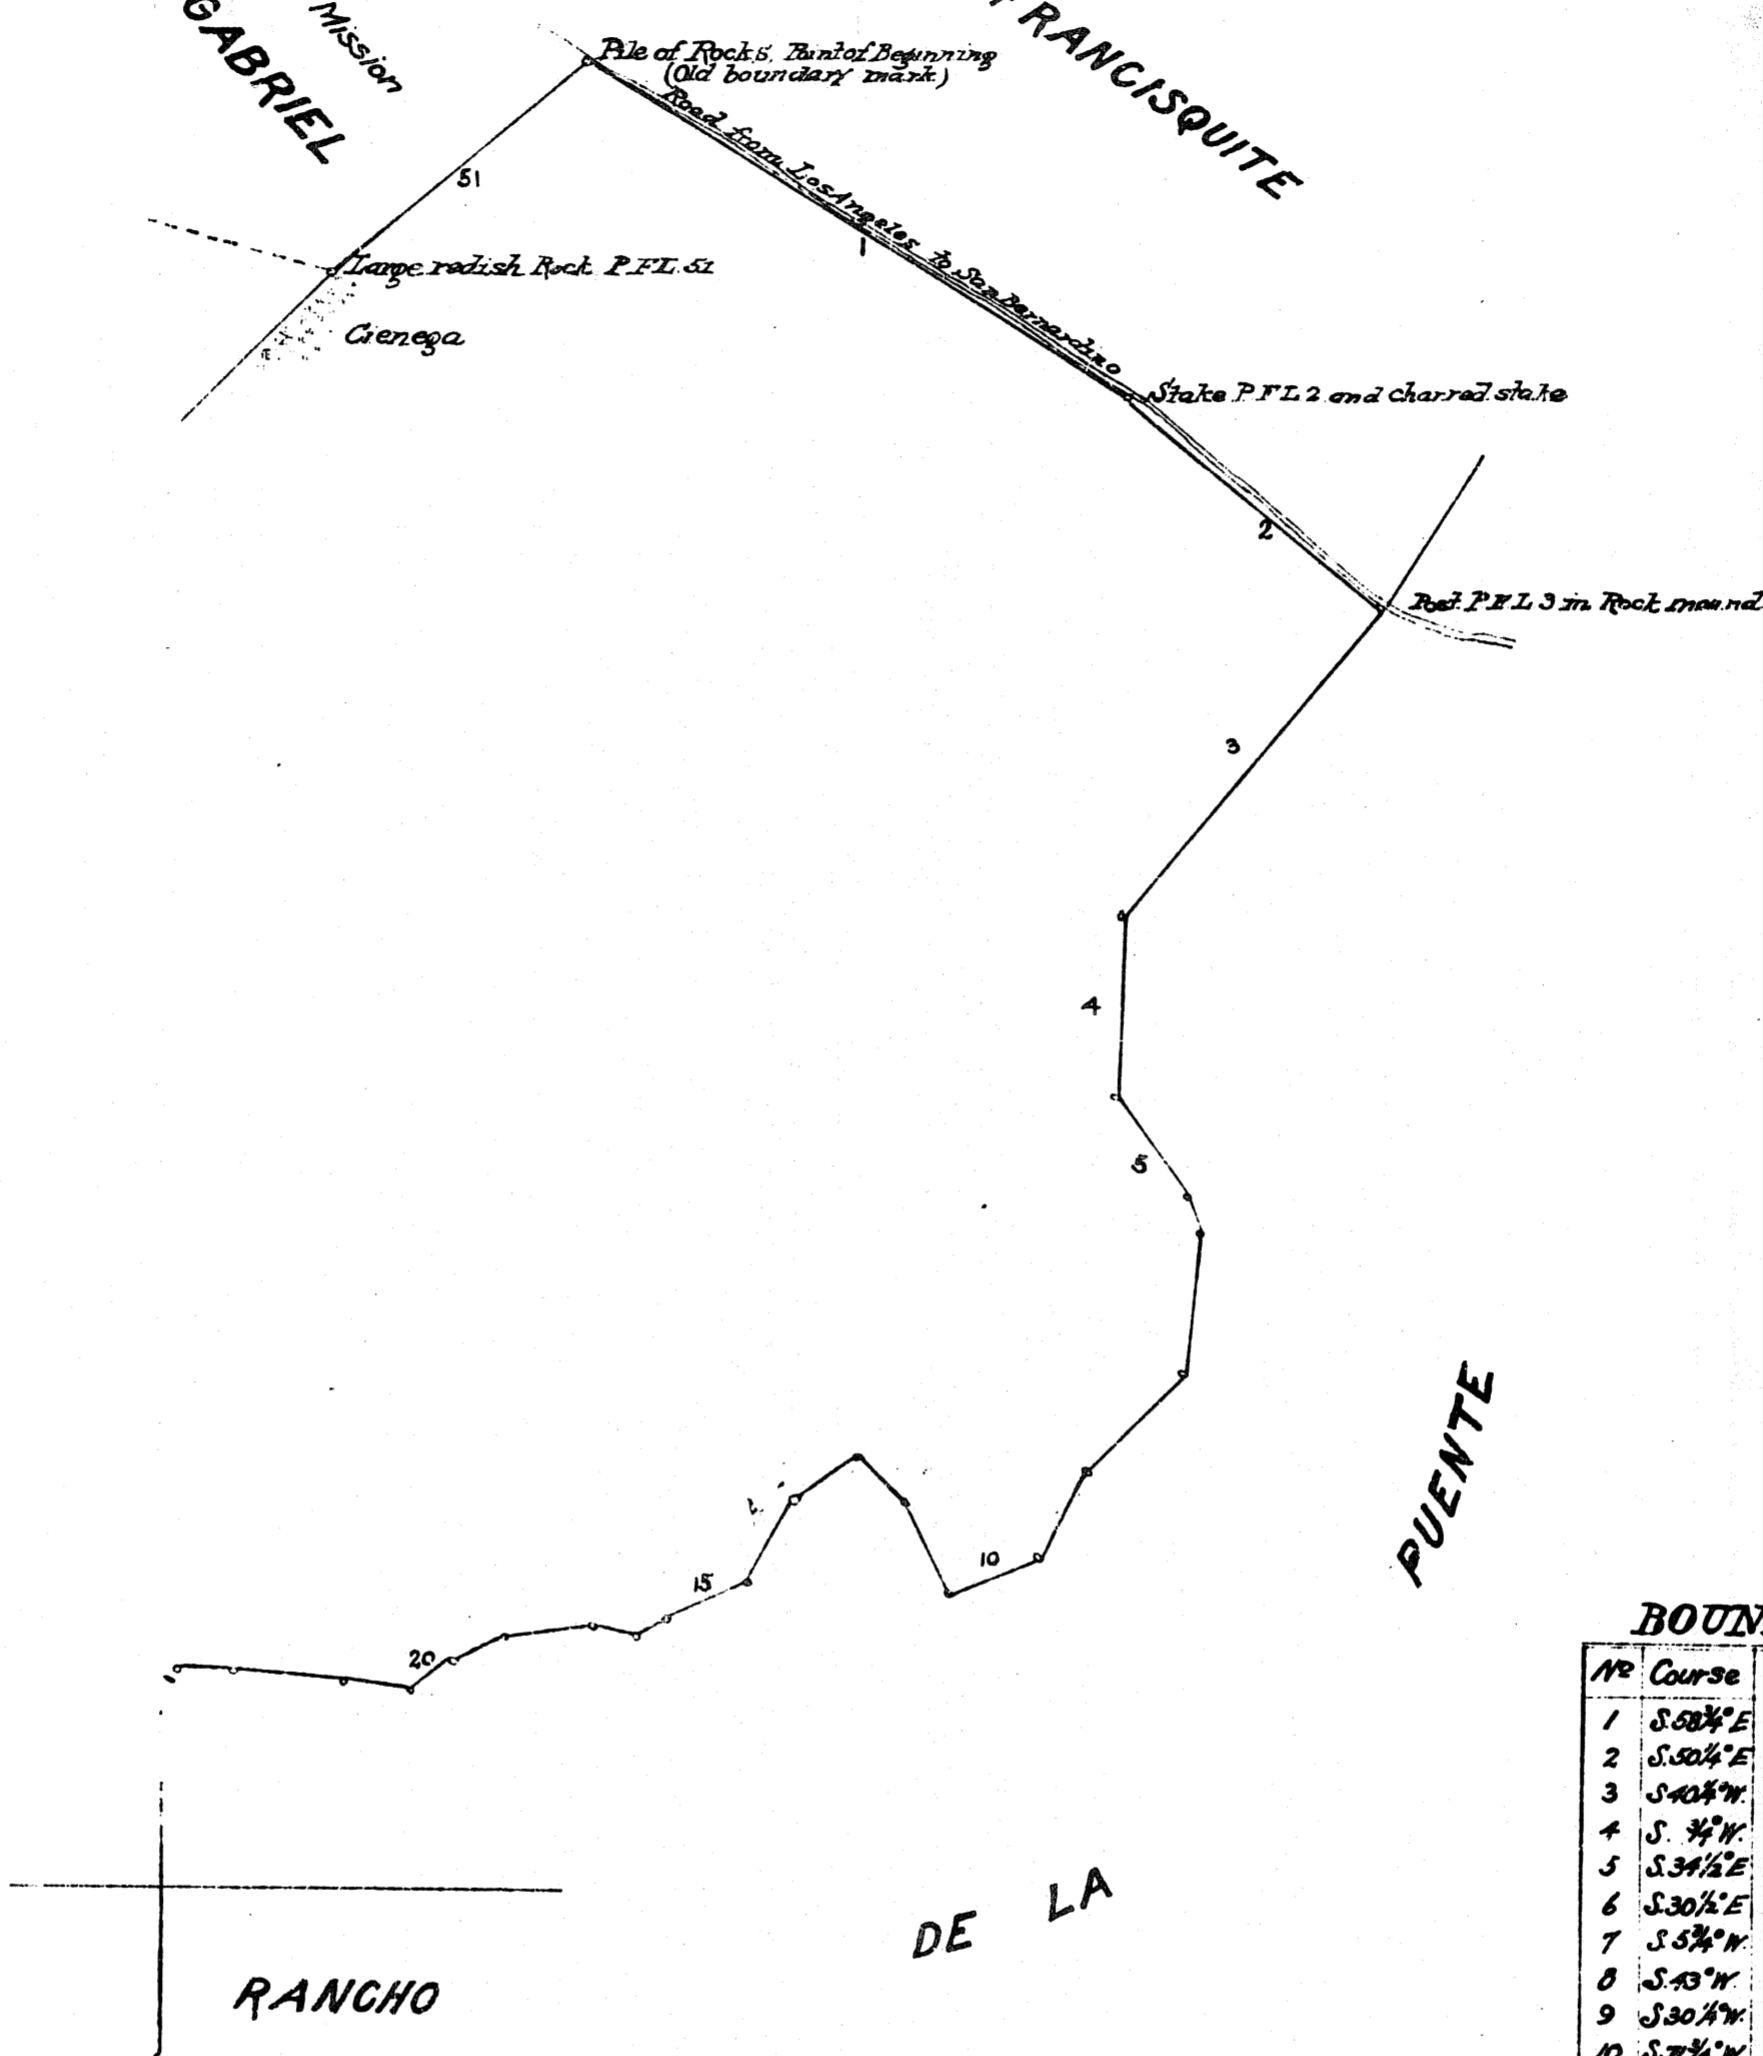 GABRIEL
Mission
FRANCISQUITE
Pile of Rocks, Point of Beginning
(Old boundary mark)
Road from Los Angeles to San Bernardino
51
1
Large redish Rock P.F.L. 51
Cienega
Stake P F L 2 and charred stake
2
Post P F L 3 in Rock mound
3
4
5
PUENTE
10
15
20
BOUN
Nº Course
1 S.58¾°E
2 S.50¼°E
3 S40¼°W.
4 S. ¾°W.
5 S.34½°E
6 S.30½°E
7 S.5¾°W.
8 S.43°W.
9 S30¼°W.
10
DE LA
RANCHO